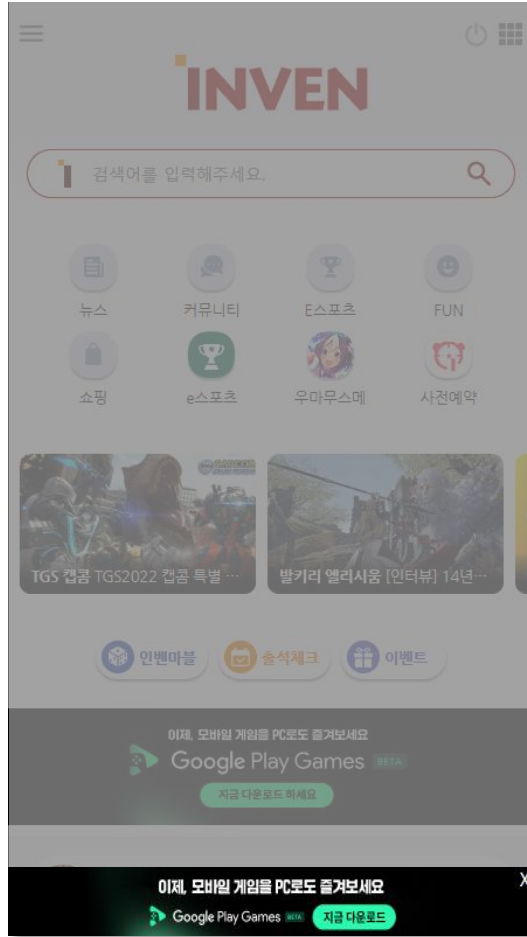 INVEN
검색어를 입력해주세요.
뉴스 커뮤니티 E스포츠 FUN
쇼핑 e스포츠 우마무스메 사전예약
TGS 캡콤 TGS2022 캡콤 특별 ...
발키리 엘리시움 [인터뷰] 14년...
인벤마블 출석체크 이벤트
이제, 모바일 게임을 PC로도 즐겨보세요
Google Play Games BETA
지금 다운로드 하세요
이제, 모바일 게임을 PC로도 즐겨보세요 X
Google Play Games BETA 지금 다운로드